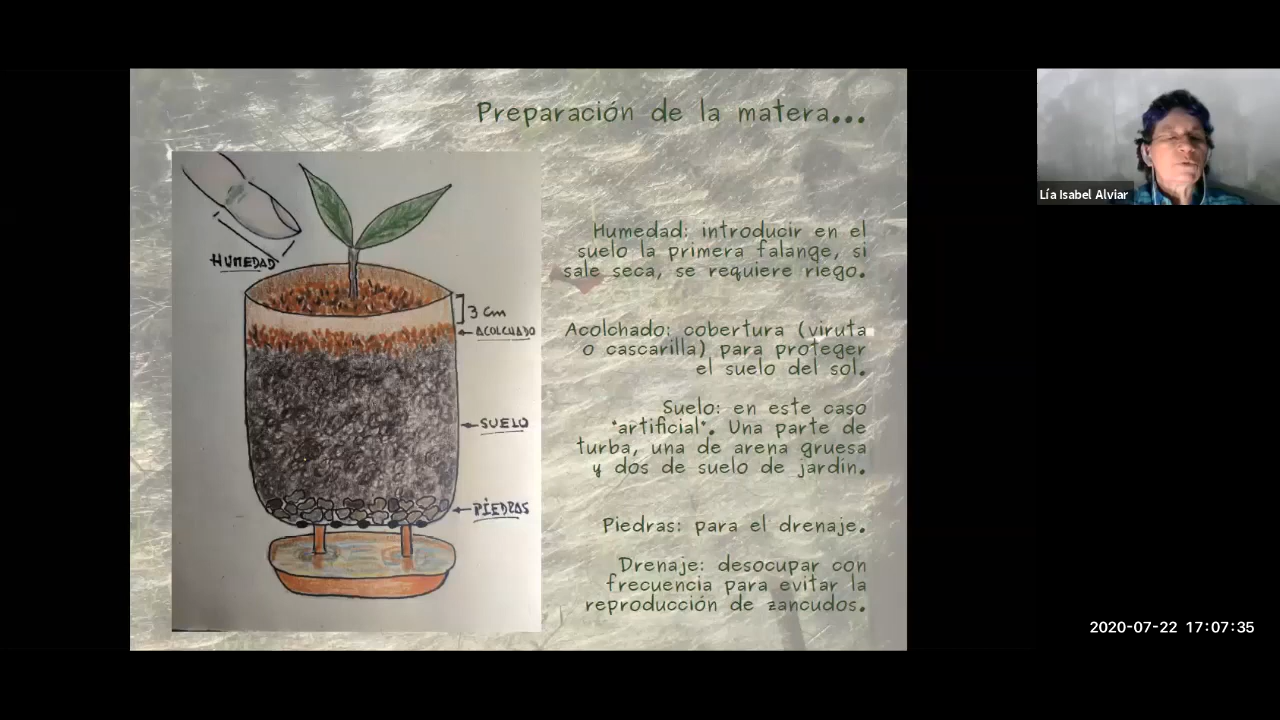 Preparación de la matera...
HUMEDAD
3 cm
ACOLCHADO
SUELO
PIEDRAS
Humedad: introducir en el
suelo la primera falange, si
sale seca, se requiere riego.
Acolchado: cobertura (viruta
o cascarilla) para proteger
el suelo del sol.
Suelo: en este caso
"artificial". Una parte de
turba, una de arena gruesa
y dos de suelo de jardín.
Piedras: para el drenaje.
Drenaje: desocupar con
frecuencia para evitar la
reproducción de zancudos.
Lía Isabel Alviar
2020-07-22 17:07:35